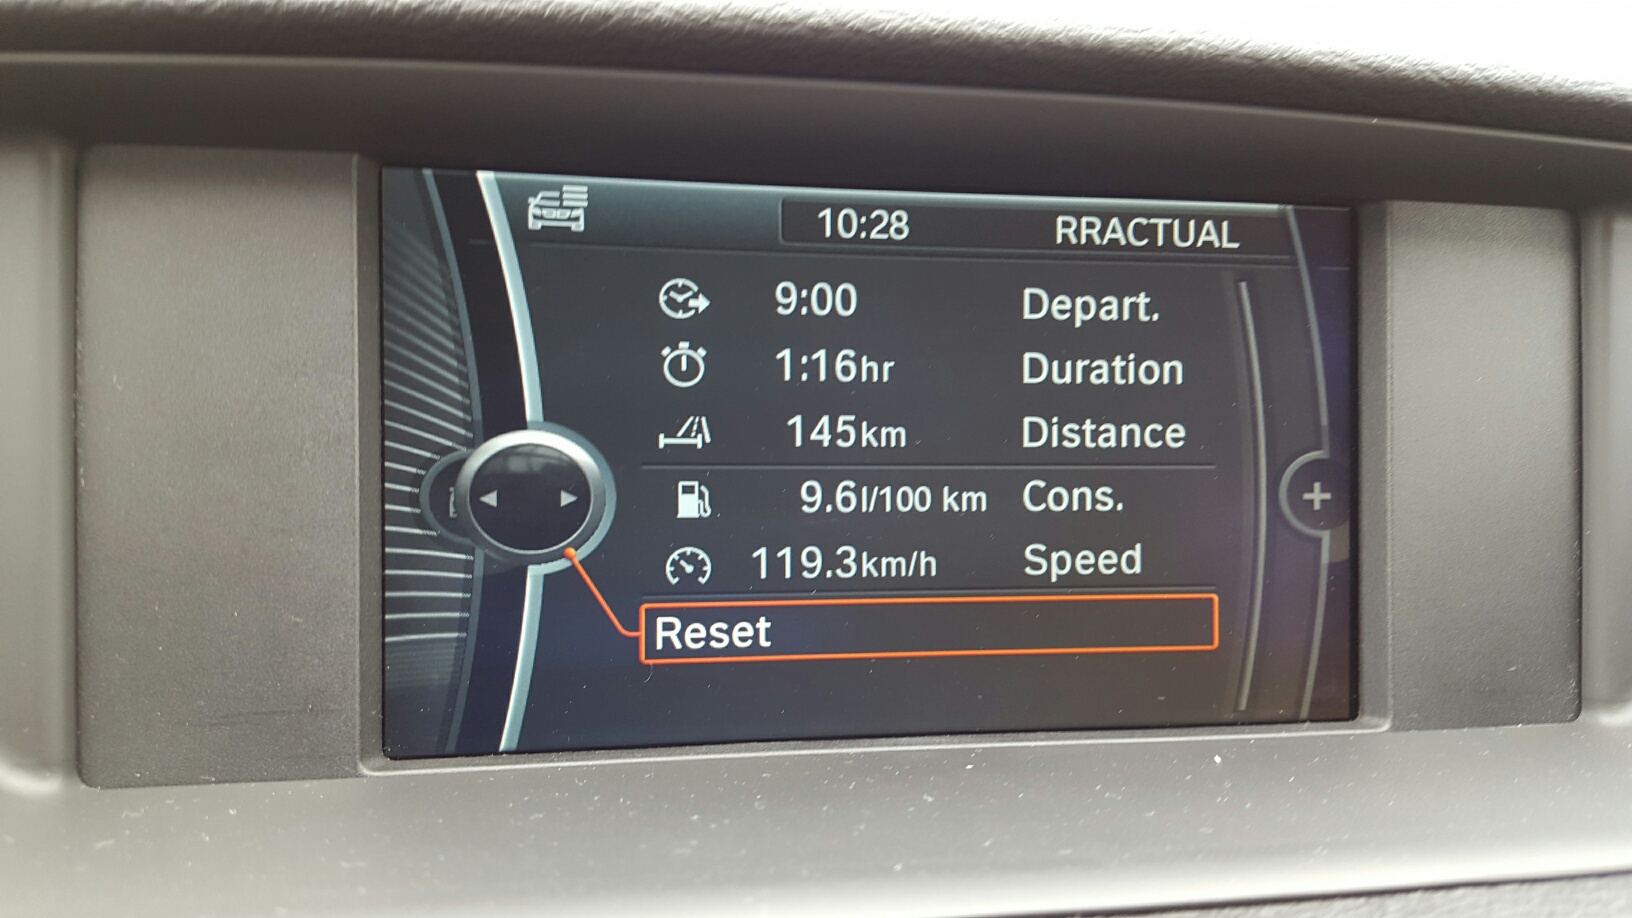 10:28 RRACTUAL
9:00 Depart.
1:16hr Duration
145km Distance
9.6l/100 km Cons.
119.3km/h Speed
Reset